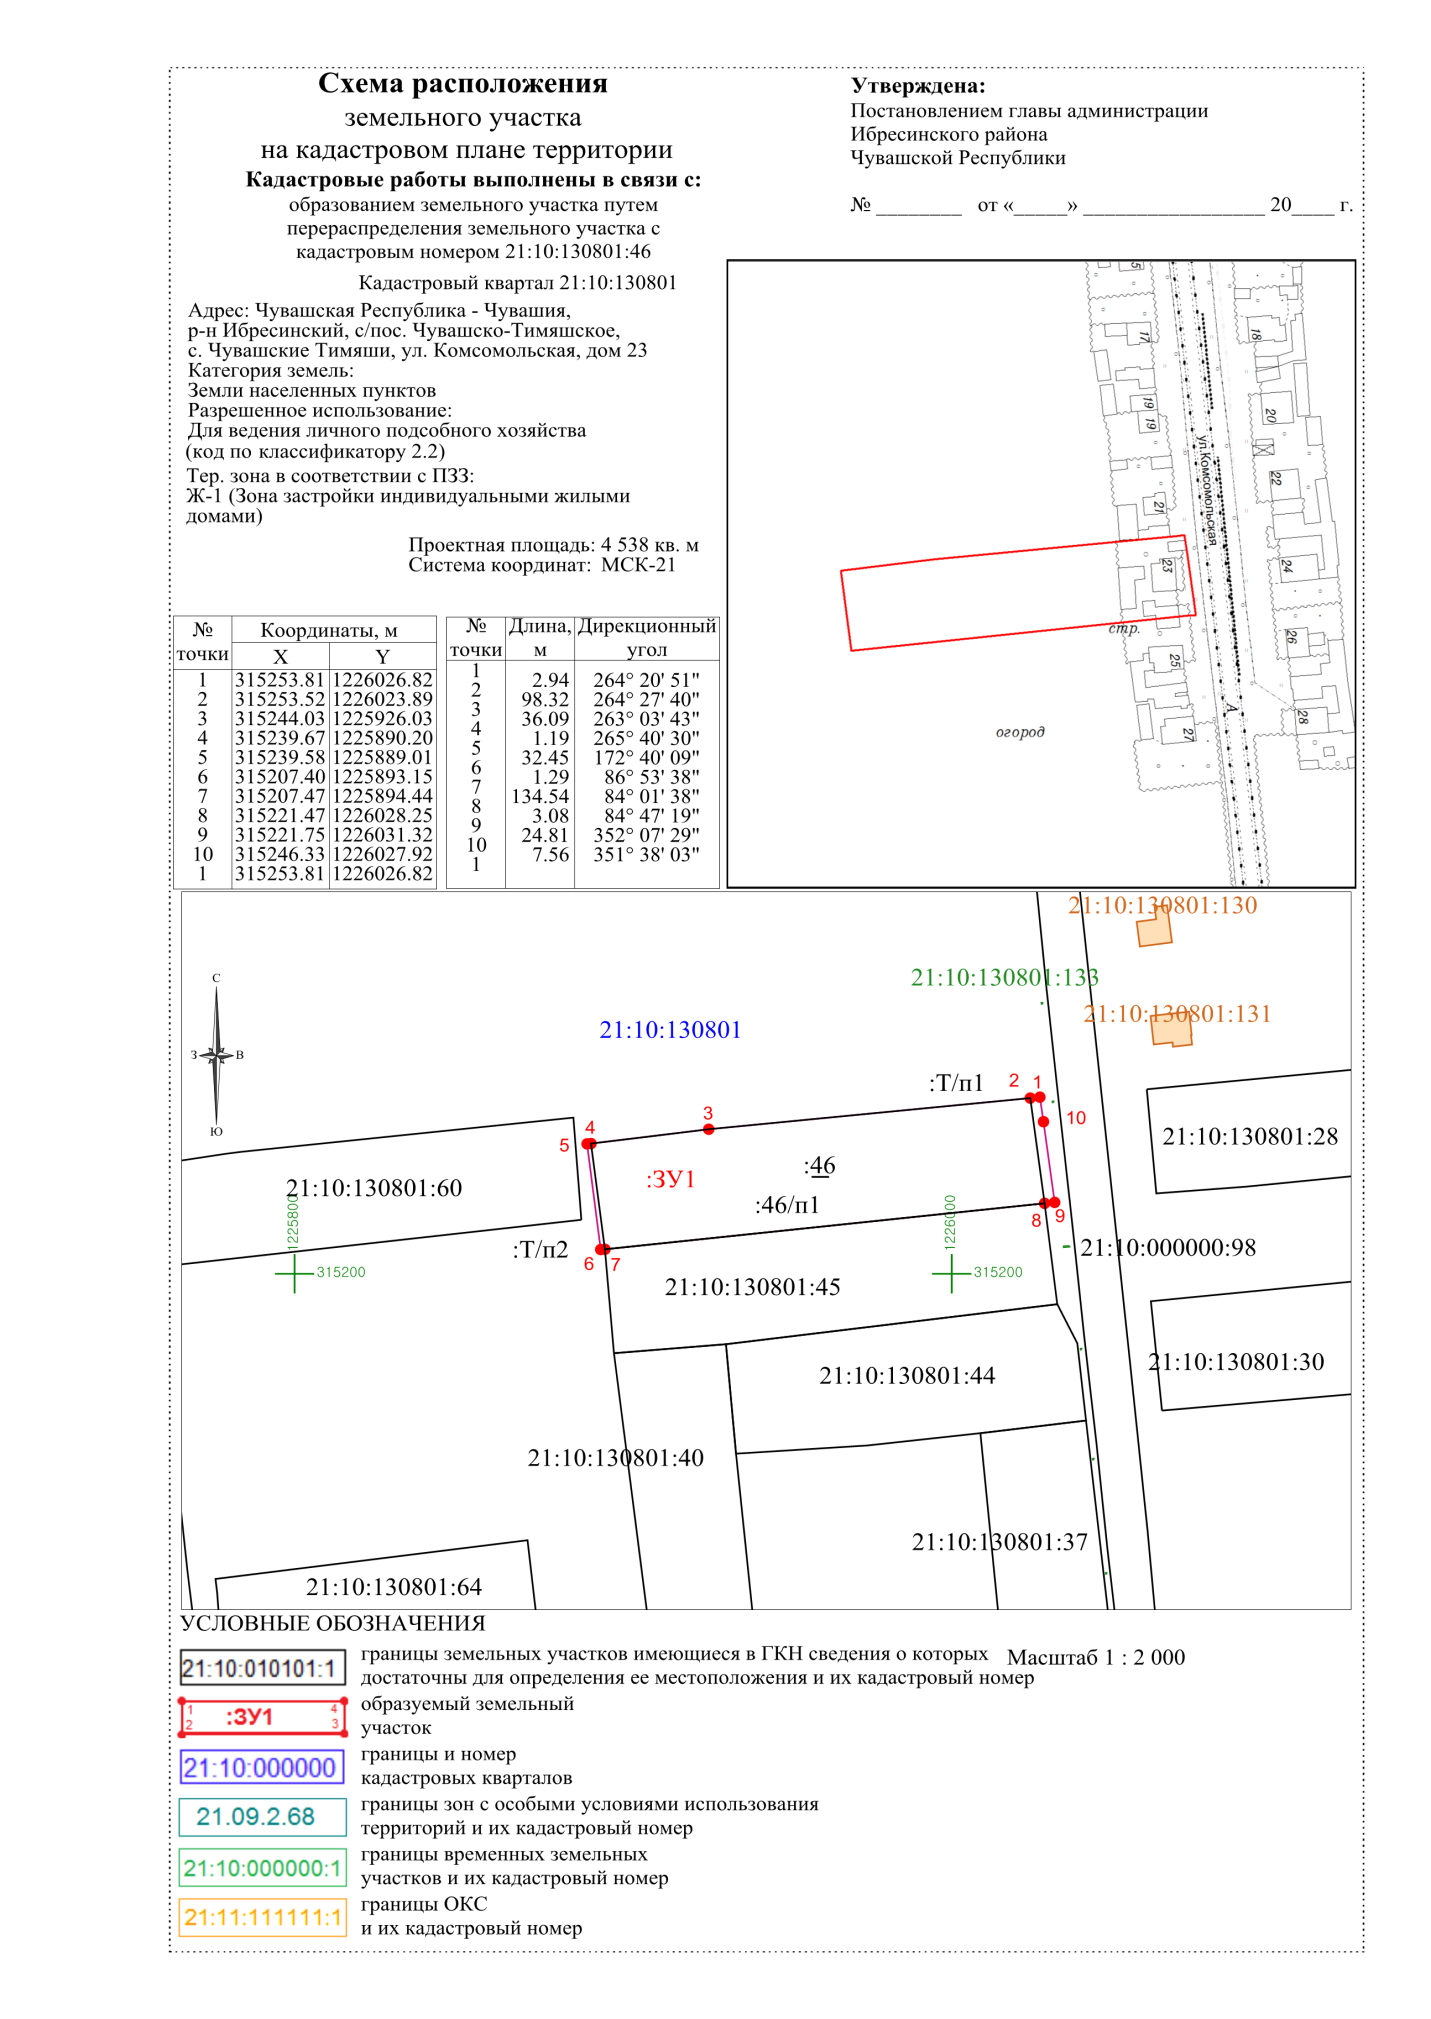 Схема расположения
земельного участка
на кадастровом плане территории
Кадастровые работы выполнены в связи с:
образованием земельного участка путем
перераспределения земельного участка с
кадастровым номером 21:10:130801:46
Кадастровый квартал 21:10:130801
Адрес: Чувашская Республика - Чувашия,
р-н Ибресинский, с/пос. Чувашско-Тимяшское,
с. Чувашские Тимяши, ул. Комсомольская, дом 23
Категория земель:
Земли населенных пунктов
Разрешенное использование:
Для ведения личного подсобного хозяйства
(код по классификатору 2.2)
Тер. зона в соответствии с ПЗЗ:
Ж-1 (Зона застройки индивидуальными жилыми
домами)
Проектная площадь: 4 538 кв. м
Система координат: МСК-21
Утверждена:
Постановлением главы администрации
Ибресинского района
Чувашской Республики
№ ________ от «_____» _________________ 20____ г.
№ точки Координаты, м
X Y
1 315253.81 1226026.82
2 315253.52 1226023.89
3 315244.03 1225926.03
4 315239.67 1225890.20
5 315239.58 1225889.01
6 315207.40 1225893.15
7 315207.47 1225894.44
8 315221.47 1226028.25
9 315221.75 1226031.32
10 315246.33 1226027.92
1 315253.81 1226026.82
№ Длина, Дирекционный
точки м угол
1
2.94 264° 20' 51"
2
98.32 264° 27' 40"
3
36.09 263° 03' 43"
4
1.19 265° 40' 30"
5
32.45 172° 40' 09"
6
1.29 86° 53' 38"
7
134.54 84° 01' 38"
8
3.08 84° 47' 19"
9
24.81 352° 07' 29"
10
7.56 351° 38' 03"
1
17
18
19
19
20
21
22
ул.Комсомольская
23
24
стр.
25
26
27
28
А
огород
21:10:130801:130
21:10:130801:133
21:10:130801:131
21:10:130801
С
З В
Ю
:Т/п1
2 1
10
3
4
5
:46
:ЗУ1
:46/п1
21:10:130801:28
21:10:130801:60
1225800
315200
:Т/п2
6 7
8 9
1226000
315200
21:10:000000:98
21:10:130801:45
21:10:130801:44
21:10:130801:30
21:10:130801:40
21:10:130801:37
21:10:130801:64
УСЛОВНЫЕ ОБОЗНАЧЕНИЯ
21:10:010101:1
границы земельных участков имеющиеся в ГКН сведения о которых
достаточны для определения ее местоположения и их кадастровый номер
Масштаб 1 : 2 000
1 :ЗУ1 4
2 3
образуемый земельный
участок
21:10:000000
границы и номер
кадастровых кварталов
21.09.2.68
границы зон с особыми условиями использования
территорий и их кадастровый номер
21:10:000000:1
границы временных земельных
участков и их кадастровый номер
21:11:111111:1
границы ОКС
и их кадастровый номер